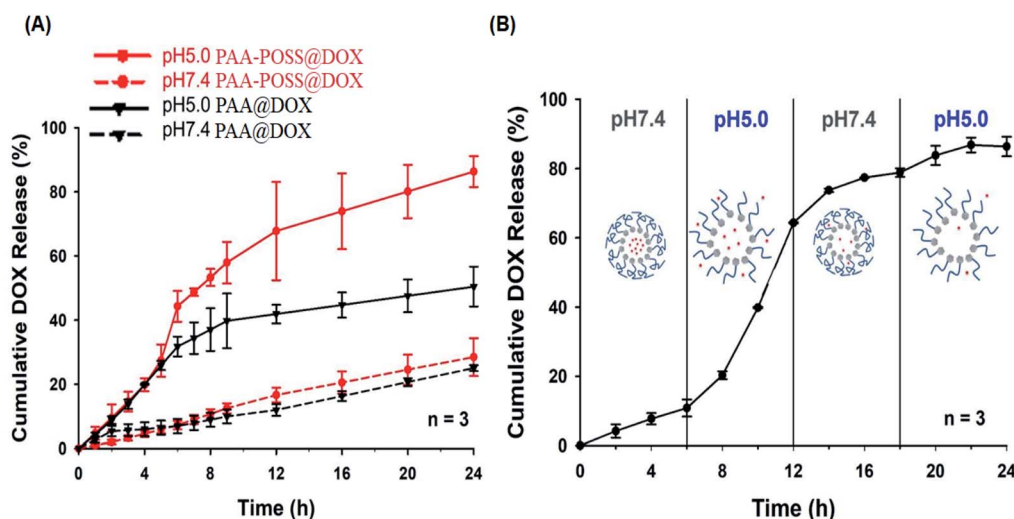 (A)
pH5.0 PAA-POSS@DOX
pH7.4 PAA-POSS@DOX
pH5.0 PAA@DOX
pH7.4 PAA@DOX
Cumulative DOX Release (%)
100
80
60
40
20
0
n = 3
0 4 8 12 16 20 24
Time (h)
(B)
Cumulative DOX Release (%)
100
80
60
40
20
0
pH7.4 pH5.0 pH7.4 pH5.0
n = 3
0 4 8 12 16 20 24
Time (h)